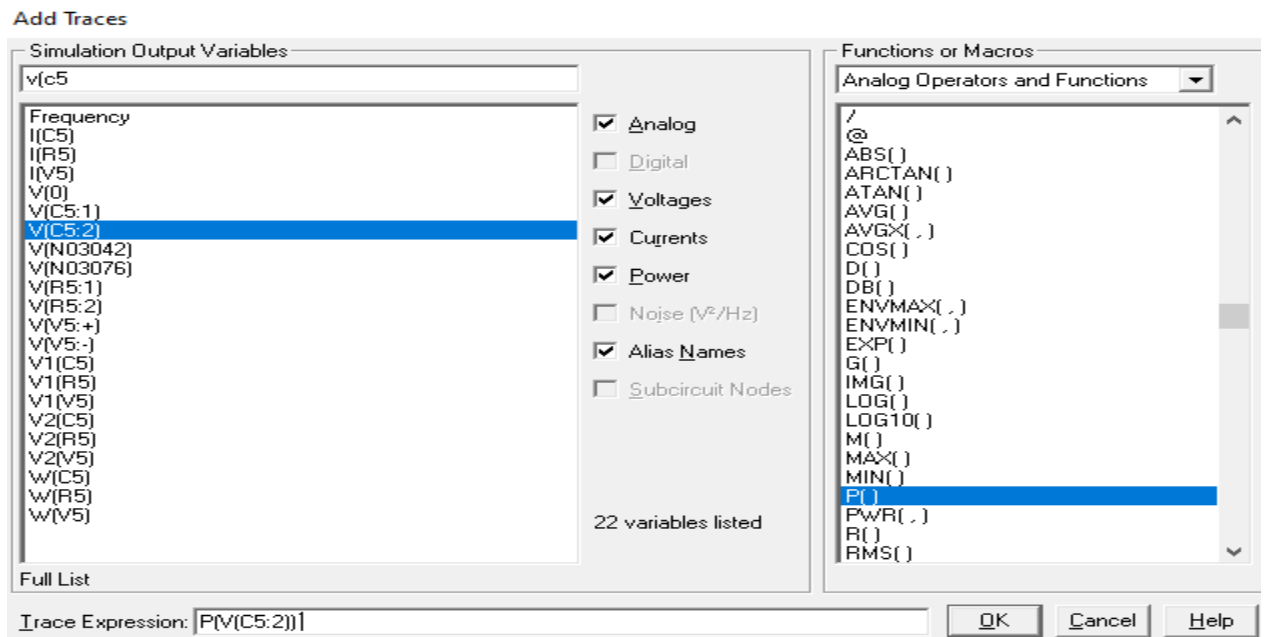 Add Traces
Simulation Output Variables
v(c5
Frequency
I(C5)
I(R5)
I(V5)
V(0)
V(C5:1)
V(C5:2)
V(N03042)
V(N03076)
V(R5:1)
V(R5:2)
V(V5:+)
V(V5:-)
V1(C5)
V1(R5)
V1(V5)
V2(C5)
V2(R5)
V2(V5)
W(C5)
W(R5)
W(V5)
Full List
Analog
Digital
Voltages
Currents
Power
Noise (V²/Hz)
Alias Names
Subcircuit Nodes
22 variables listed
Functions or Macros
Analog Operators and Functions
/
@
ABS( )
ARCTAN( )
ATAN( )
AVG( )
AVGX( , )
COS( )
D( )
DB( )
ENVMAX( , )
ENVMIN( , )
EXP( )
G( )
IMG( )
LOG( )
LOG10( )
M( )
MAX( )
MIN( )
P( )
PWR( , )
R( )
RMS( )
Trace Expression: P(V(C5:2))
OK
Cancel
Help